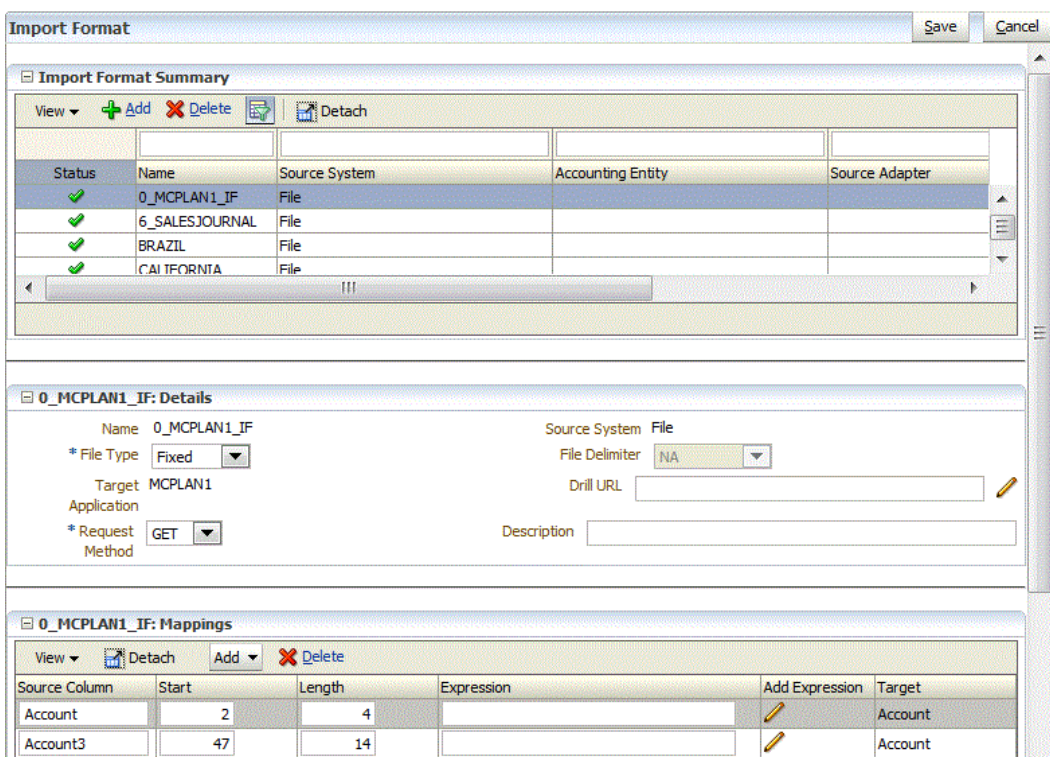 Import Format Save Cancel
Import Format Summary
View Add Delete Detach
Status Name Source System Accounting Entity Source Adapter
0_MCPLAN1_IF File
6_SALESJOURNAL File
BRAZIL File
CALIFORNIA File
0_MCPLAN1_IF: Details
Name 0_MCPLAN1_IF Source System File
* File Type Fixed File Delimiter NA
Target Application MCPLAN1 Drill URL
* Request Method GET Description
0_MCPLAN1_IF: Mappings
View Detach Add Delete
Source Column Start Length Expression Add Expression Target
Account 2 4 Account
Account3 47 14 Account